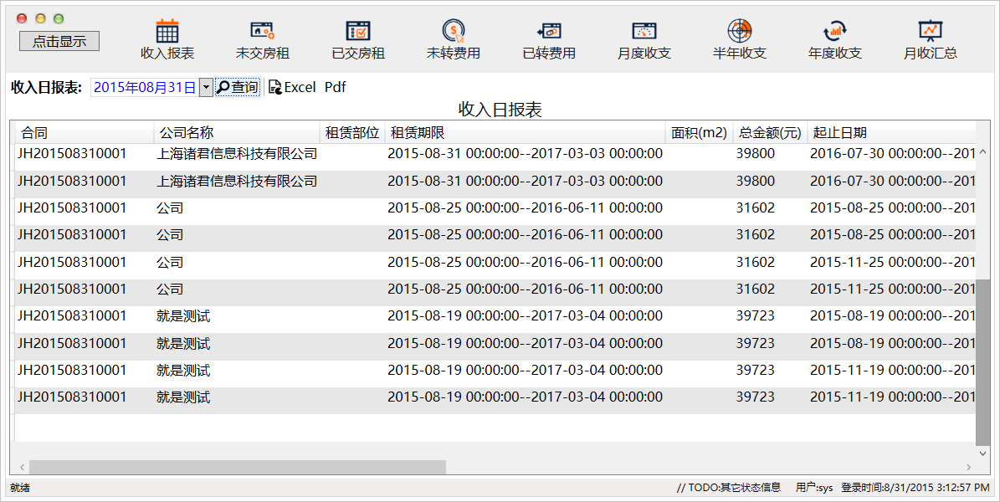 点击显示
收入报表 未交房租 已交房租 未转费用 已转费用 月度收支 半年收支 年度收支 月收汇总
收入日报表: 2015年08月31日 查询 Excel Pdf
收入日报表
合同 公司名称 租赁部位 租赁期限 面积(m2) 总金额(元) 起止日期
JH201508310001 上海诸君信息科技有限公司 2015-08-31 00:00:00--2017-03-03 00:00:00 39800 2016-07-30 00:00:00--201
JH201508310001 上海诸君信息科技有限公司 2015-08-31 00:00:00--2017-03-03 00:00:00 39800 2016-07-30 00:00:00--201
JH201508310001 公司 2015-08-25 00:00:00--2016-06-11 00:00:00 31602 2015-08-25 00:00:00--201
JH201508310001 公司 2015-08-25 00:00:00--2016-06-11 00:00:00 31602 2015-08-25 00:00:00--201
JH201508310001 公司 2015-08-25 00:00:00--2016-06-11 00:00:00 31602 2015-11-25 00:00:00--201
JH201508310001 公司 2015-08-25 00:00:00--2016-06-11 00:00:00 31602 2015-11-25 00:00:00--201
JH201508310001 就是测试 2015-08-19 00:00:00--2017-03-04 00:00:00 39723 2015-08-19 00:00:00--201
JH201508310001 就是测试 2015-08-19 00:00:00--2017-03-04 00:00:00 39723 2015-08-19 00:00:00--201
JH201508310001 就是测试 2015-08-19 00:00:00--2017-03-04 00:00:00 39723 2015-11-19 00:00:00--201
JH201508310001 就是测试 2015-08-19 00:00:00--2017-03-04 00:00:00 39723 2015-11-19 00:00:00--201
就绪 // TODO:其它状态信息 用户:sys 登录时间:8/31/2015 3:12:57 PM